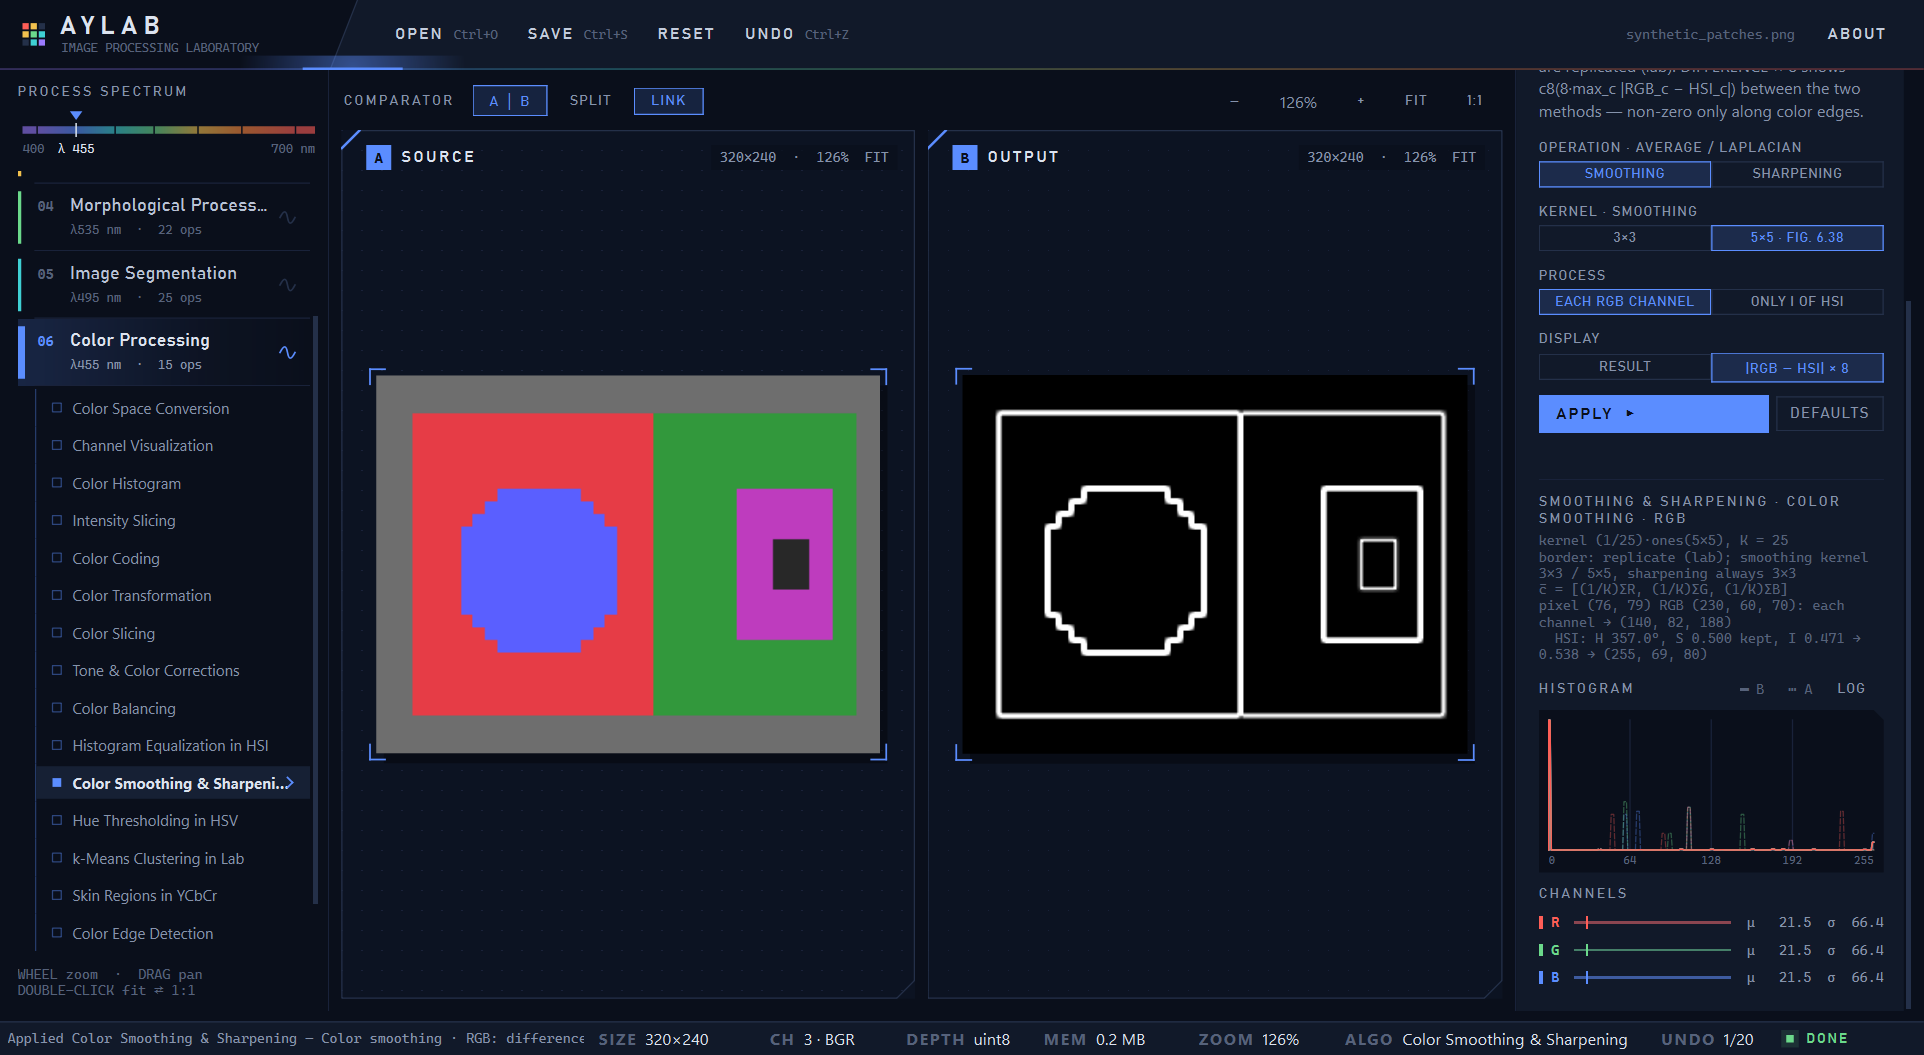 AYLAB
IMAGE PROCESSING LABORATORY
OPEN Ctrl+O SAVE Ctrl+S RESET UNDO Ctrl+Z
synthetic_patches.png ABOUT
PROCESS SPECTRUM
400 λ 455 700 nm
04 Morphological Process...
λ535 nm · 22 ops
05 Image Segmentation
λ495 nm · 25 ops
06 Color Processing
λ455 nm · 15 ops
Color Space Conversion
Channel Visualization
Color Histogram
Intensity Slicing
Color Coding
Color Transformation
Color Slicing
Tone & Color Corrections
Color Balancing
Histogram Equalization in HSI
Color Smoothing & Sharpeni...
Hue Thresholding in HSV
k-Means Clustering in Lab
Skin Regions in YCbCr
Color Edge Detection
WHEEL zoom · DRAG pan
DOUBLE-CLICK fit ⇄ 1:1
COMPARATOR A | B SPLIT LINK
− 126% + FIT 1:1
A SOURCE 320×240 · 126% FIT
B OUTPUT 320×240 · 126% FIT
c8(8·max_c |RGB_c − HSI_c|) between the two
methods — non-zero only along color edges.
OPERATION · AVERAGE / LAPLACIAN
SMOOTHING SHARPENING
KERNEL · SMOOTHING
3×3 5×5 · FIG. 6.38
PROCESS
EACH RGB CHANNEL ONLY I OF HSI
DISPLAY
RESULT |RGB − HSI| × 8
APPLY ▸ DEFAULTS
SMOOTHING & SHARPENING · COLOR
SMOOTHING · RGB
kernel (1/25)·ones(5×5), K = 25
border: replicate (lab); smoothing kernel
3×3 / 5×5, sharpening always 3×3
c̄ = [(1/K)ΣR, (1/K)ΣG, (1/K)ΣB]
pixel (76, 79) RGB (230, 60, 70): each
channel → (140, 82, 188)
HSI: H 357.0°, S 0.500 kept, I 0.471 →
0.538 → (255, 69, 80)
HISTOGRAM B A LOG
0 64 128 192 255
CHANNELS
R μ 21.5 σ 66.4
G μ 21.5 σ 66.4
B μ 21.5 σ 66.4
Applied Color Smoothing & Sharpening — Color smoothing · RGB: difference
SIZE 320×240 CH 3 · BGR DEPTH uint8 MEM 0.2 MB ZOOM 126% ALGO Color Smoothing & Sharpening UNDO 1/20 DONE